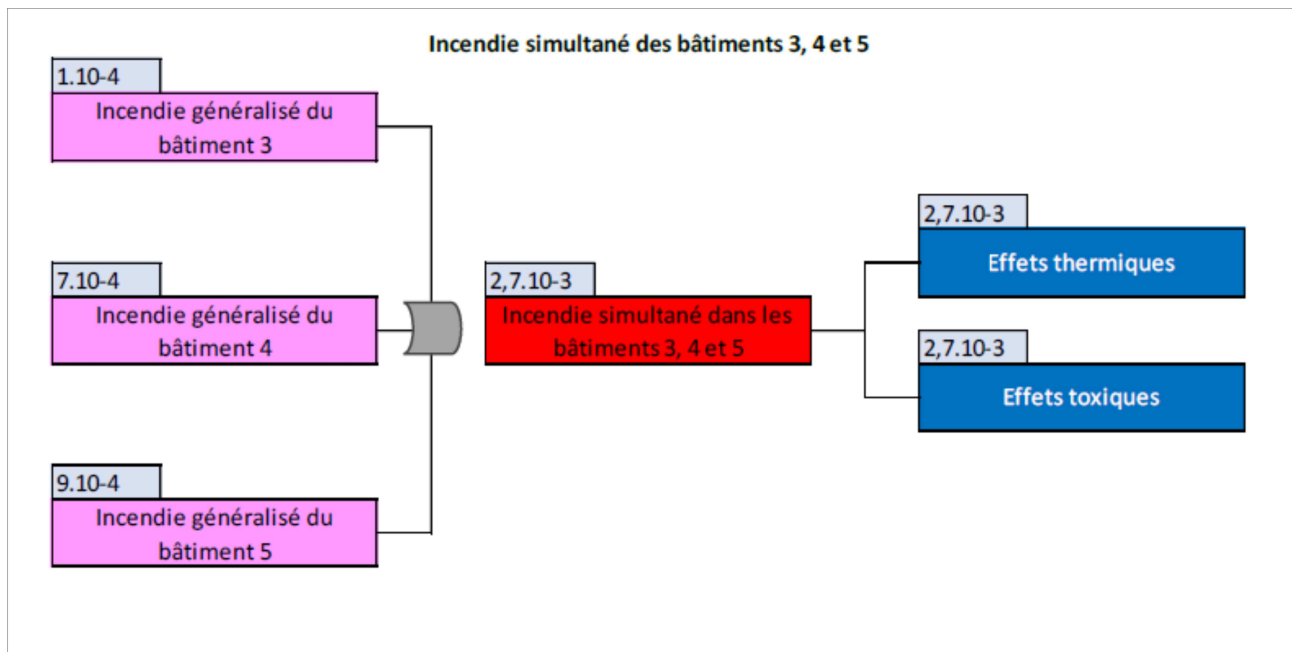 Incendie simultané des bâtiments 3, 4 et 5
1.10-4
Incendie généralisé du
bâtiment 3
7.10-4
Incendie généralisé du
bâtiment 4
9.10-4
Incendie généralisé du
bâtiment 5
2,7.10-3
Incendie simultané dans les
bâtiments 3, 4 et 5
2,7.10-3
Effets thermiques
2,7.10-3
Effets toxiques